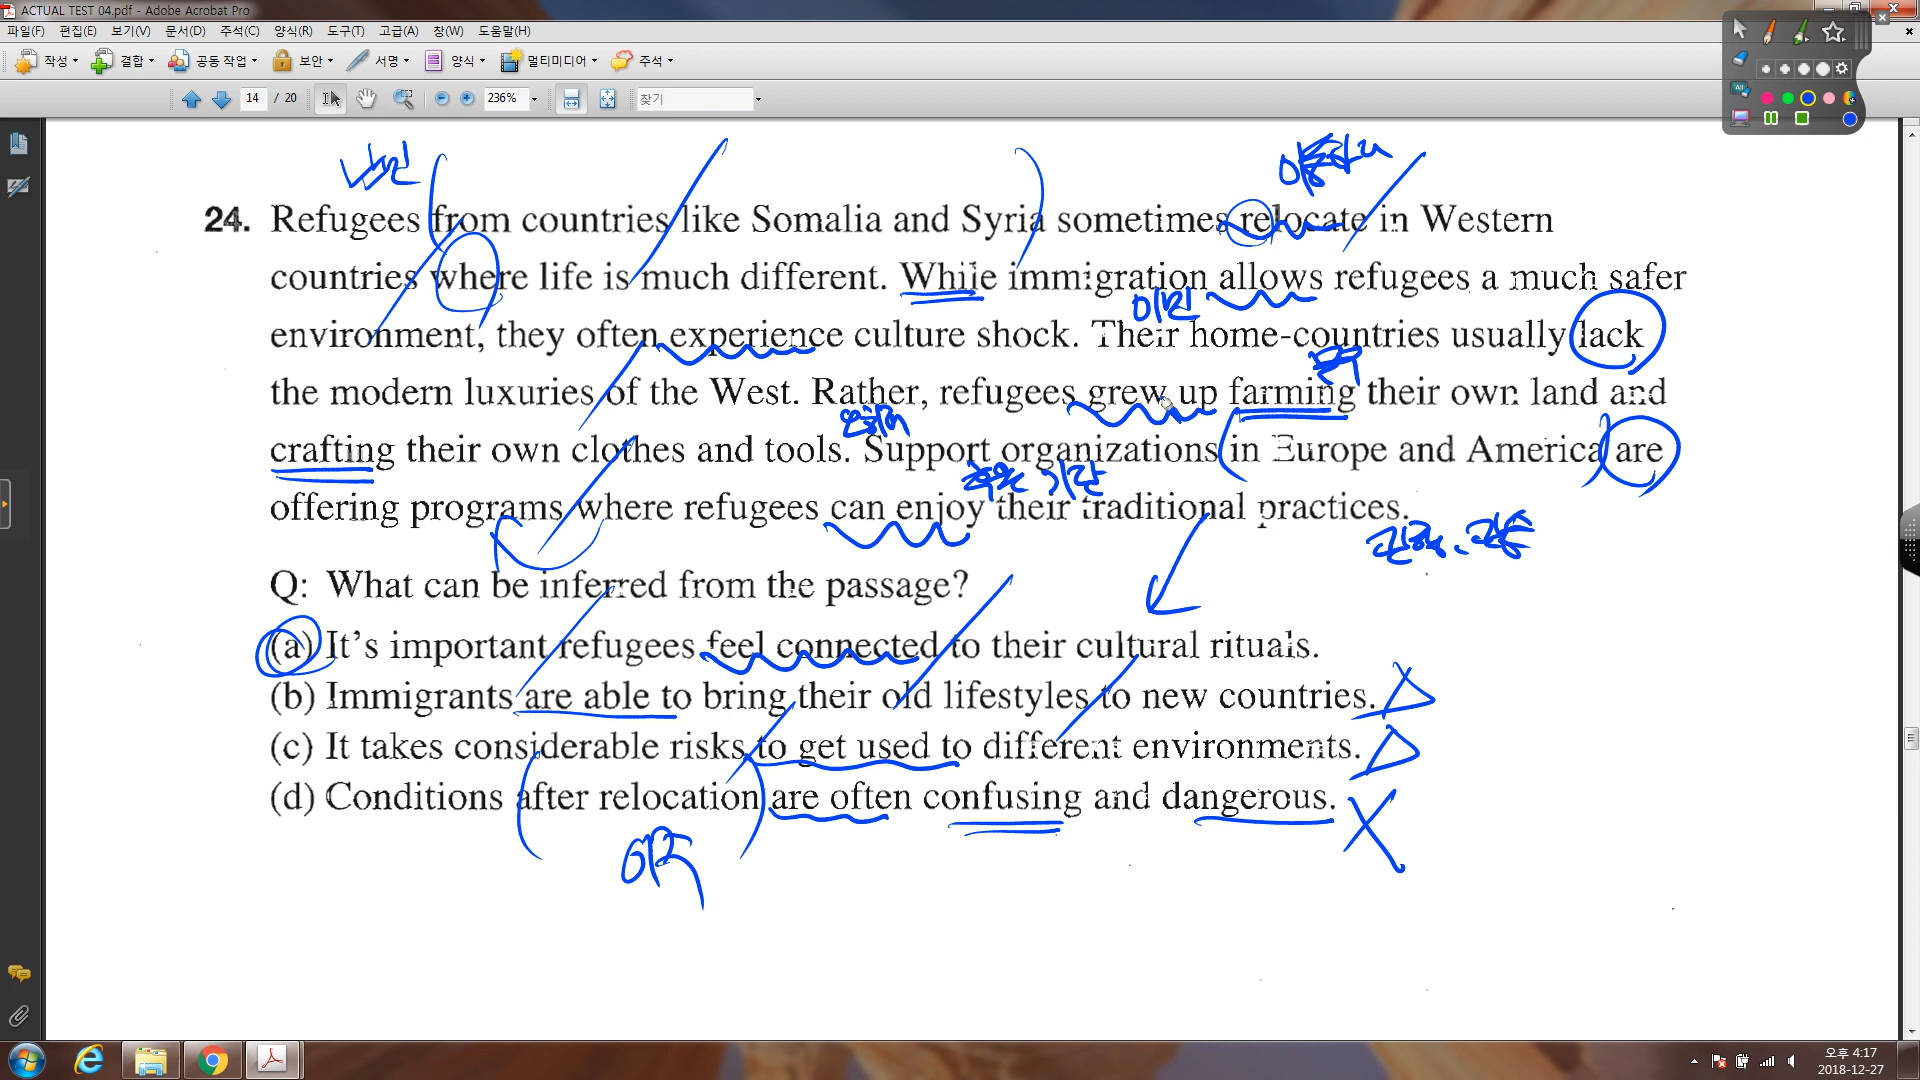 ACTUAL TEST 04.pdf - Adobe Acrobat Pro
파일(F) 편집(E) 보기(V) 문서(D) 주석(C) 양식(R) 도구(T) 고급(A) 창(W) 도움말(H)
작성 결합 공동 작업 보안 서명 양식 멀티미디어 주석
14 / 20 236% 찾기
난민
24. Refugees from countries like Somalia and Syria sometimes relocate in Western
countries where life is much different. While immigration allows refugees a much safer
이민
environment, they often experience culture shock. Their home-countries usually lack
the modern luxuries of the West. Rather, refugees grew up farming their own land and
오히려
crafting their own clothes and tools. Support organizations in Europe and America are
기관
offering programs where refugees can enjoy their traditional practices.
관행, 관습
Q: What can be inferred from the passage?
(a) It's important refugees feel connected to their cultural rituals.
(b) Immigrants are able to bring their old lifestyles to new countries.
(c) It takes considerable risks to get used to different environments.
(d) Conditions after relocation are often confusing and dangerous.
이주
오후 4:17
2018-12-27